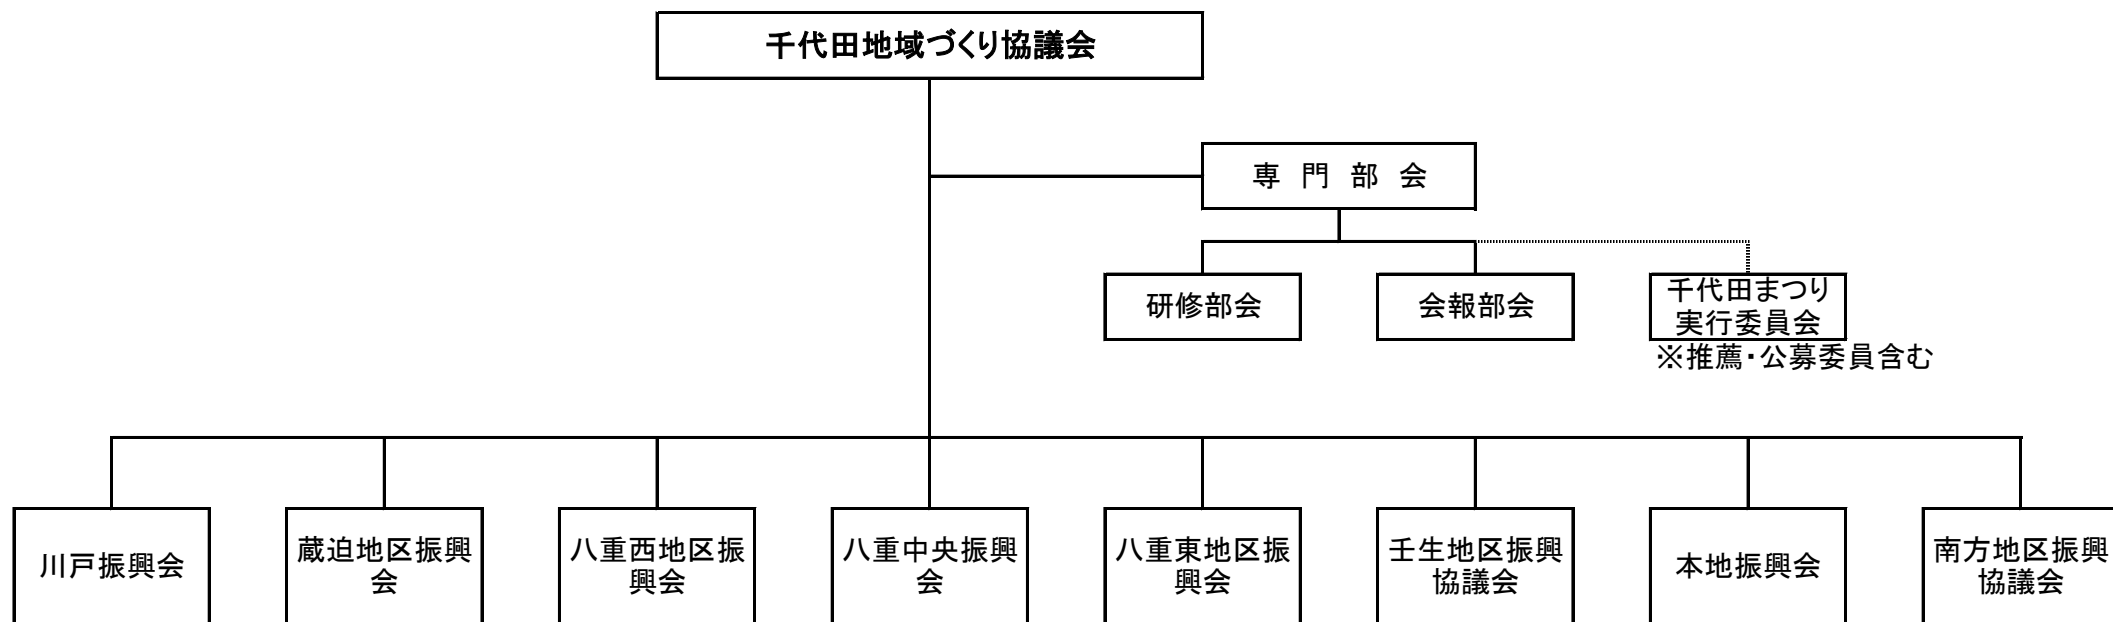 千代田地域づくり協議会
専 門 部 会
研修部会
会報部会
千代田まつり
実行委員会
※推薦・公募委員含む
川戸振興会
蔵迫地区振興
会
八重西地区振
興会
八重中央振興
会
八重東地区振
興会
壬生地区振興
協議会
本地振興会
南方地区振興
協議会